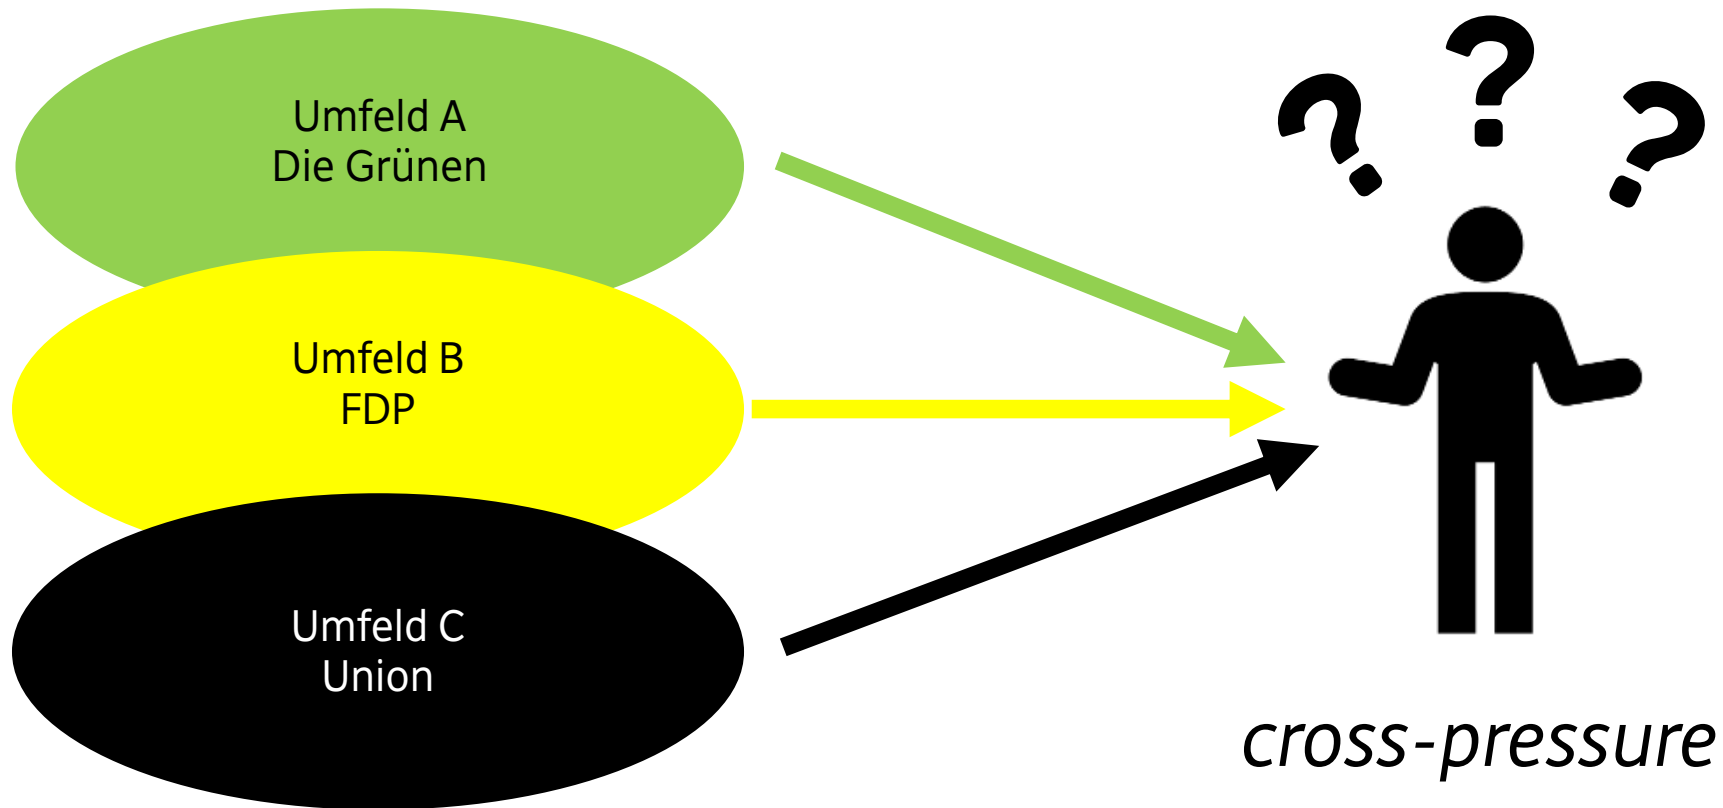 Umfeld A
Die Grünen
Umfeld B
FDP
Umfeld C
Union
? ? ?
cross-pressure